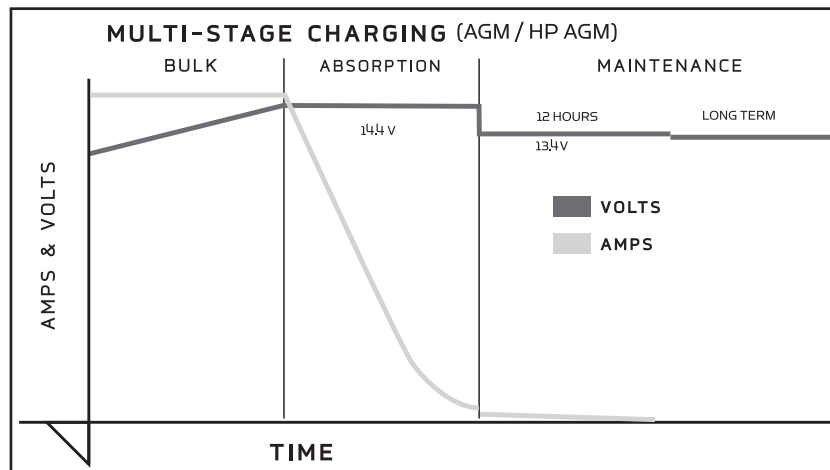 MULTI-STAGE CHARGING (AGM / HP AGM)
BULK ABSORPTION MAINTENANCE
12 HOURS LONG TERM
14.4 V
13.4 V
VOLTS
AMPS
AMPS & VOLTS
TIME